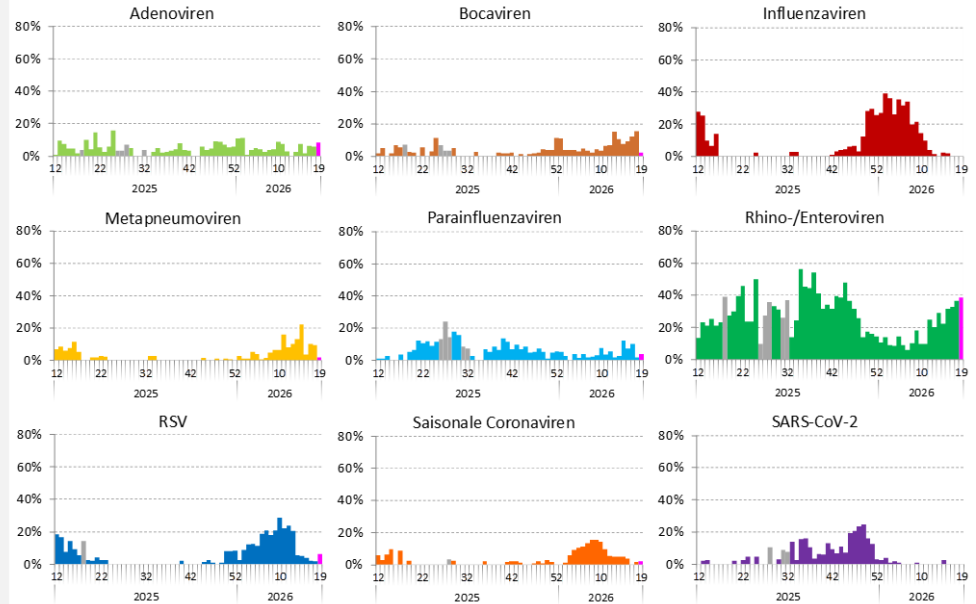 Adenoviren Bocaviren Influenzaviren
80% 80% 80%
60% 60% 60%
40% 40% 40%
20% 20% 20%
0% 0% 0%
12 22 32 42 52 10 19 12 22 32 42 52 10 19 12 22 32 42 52 10 19
2025 2026 2025 2026 2025 2026
Metapneumoviren Parainfluenzaviren Rhino-/Enteroviren
80% 80% 80%
60% 60% 60%
40% 40% 40%
20% 20% 20%
0% 0% 0%
12 22 32 42 52 10 19 12 22 32 42 52 10 19 12 22 32 42 52 10 19
2025 2026 2025 2026 2025 2026
RSV Saisonale Coronaviren SARS-CoV-2
80% 80% 80%
60% 60% 60%
40% 40% 40%
20% 20% 20%
0% 0% 0%
12 22 32 42 52 10 19 12 22 32 42 52 10 19 12 22 32 42 52 10 19
2025 2026 2025 2026 2025 2026